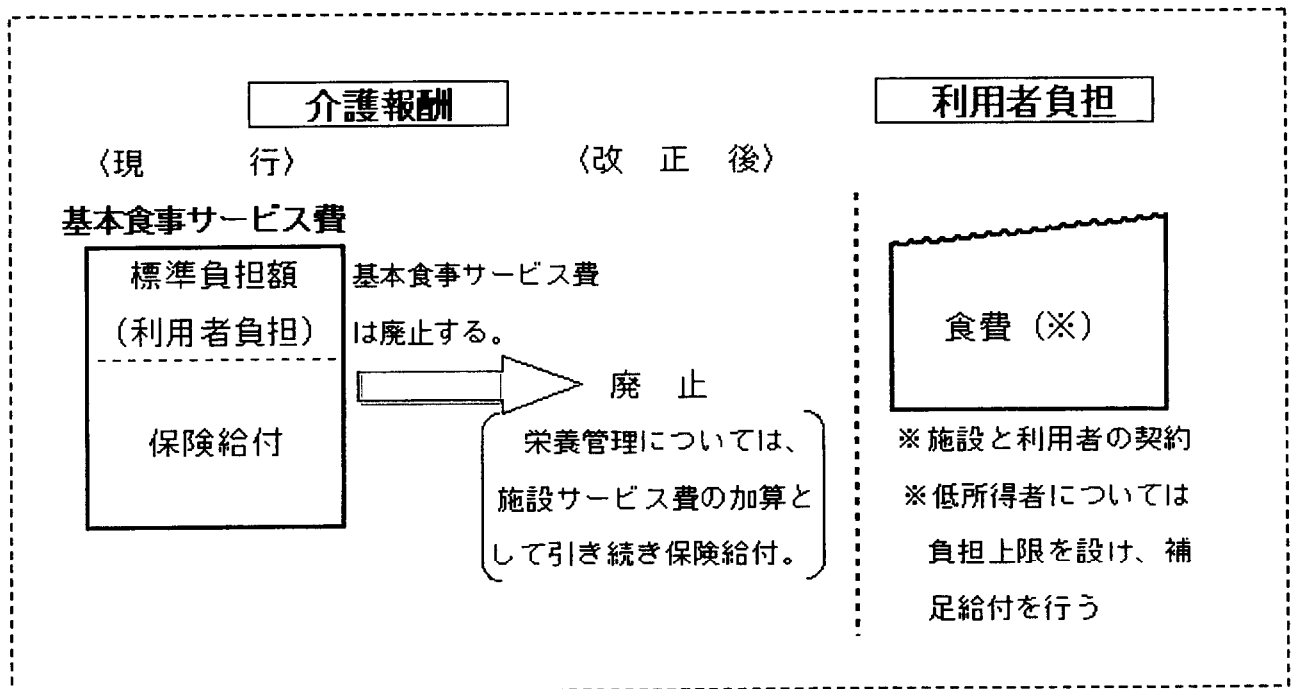 介護報酬
利用者負担
〈現　　　行〉
〈改　正　後〉
基本食事サービス費
標準負担額
（利用者負担）
保険給付
基本食事サービス費
は廃止する。
廃　止
栄養管理については、
施設サービス費の加算と
して引き続き保険給付。
食費（※）
※施設と利用者の契約
※低所得者については
負担上限を設け、補
足給付を行う